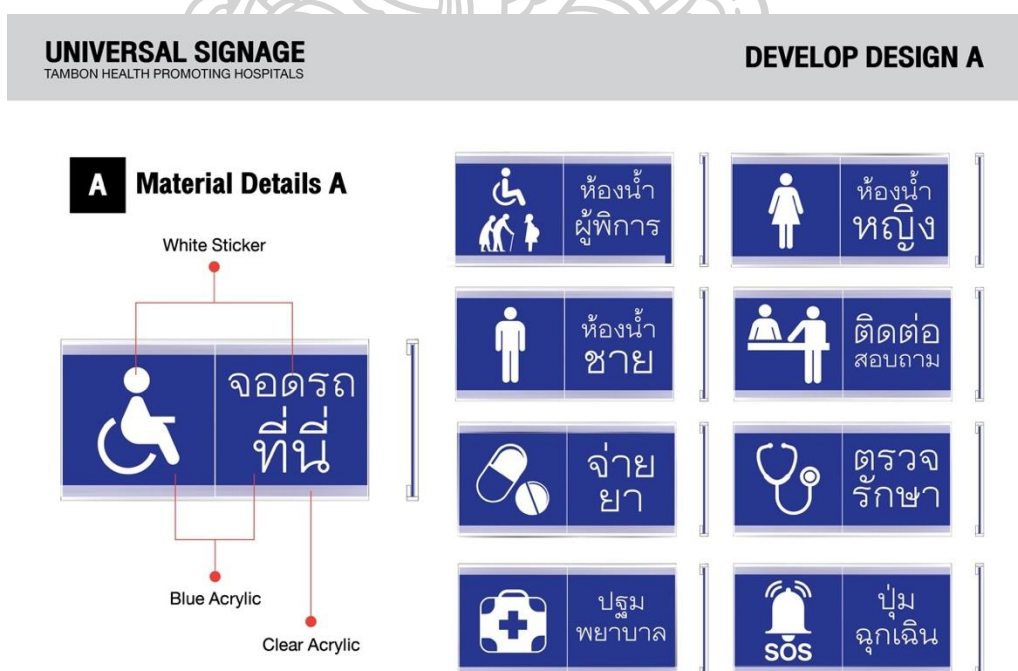 UNIVERSAL SIGNAGE
TAMBON HEALTH PROMOTING HOSPITALS
DEVELOP DESIGN A
A Material Details A
White Sticker
จอดรถ
ที่นี่
Blue Acrylic
Clear Acrylic
ห้องน้ำ
ผู้พิการ
ห้องน้ำ
หญิง
ห้องน้ำ
ชาย
ติดต่อ
สอบถาม
จ่าย
ยา
ตรวจ
รักษา
ปฐม
พยาบาล
SOS
ปุ่ม
ฉุกเฉิน